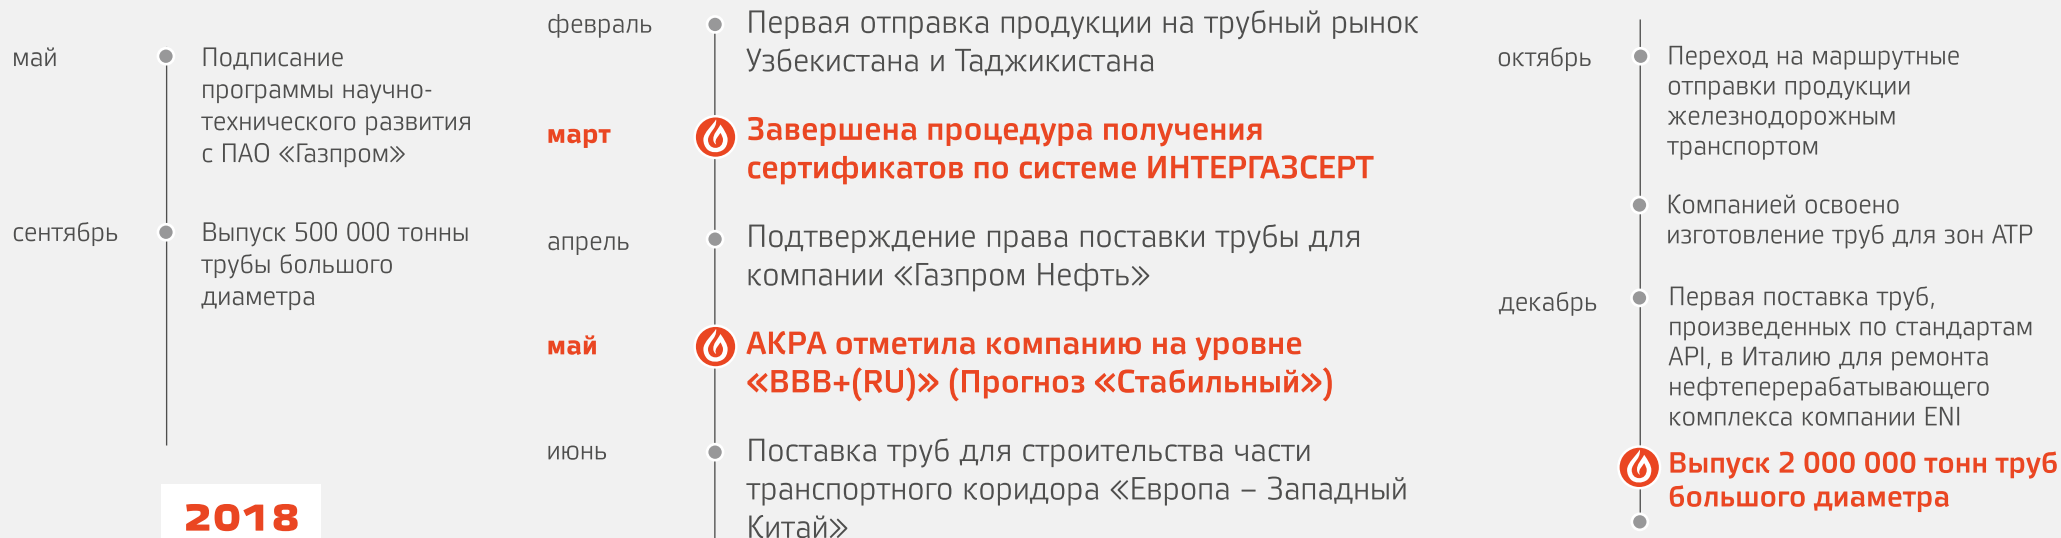 май
Подписание
программы научно-
технического развития
с ПАО «Газпром»
сентябрь
Выпуск 500 000 тонны
трубы большого
диаметра
2018
февраль
Первая отправка продукции на трубный рынок
Узбекистана и Таджикистана
март
Завершена процедура получения
сертификатов по системе ИНТЕРГАЗСЕРТ
апрель
Подтверждение права поставки трубы для
компании «Газпром Нефть»
май
АКРА отметила компанию на уровне
«BBB+(RU)» (Прогноз «Стабильный»)
июнь
Поставка труб для строительства части
транспортного коридора «Европа – Западный
Китай»
октябрь
Переход на маршрутные
отправки продукции
железнодорожным
транспортом
Компанией освоено
изготовление труб для зон АТР
декабрь
Первая поставка труб,
произведенных по стандартам
API, в Италию для ремонта
нефтеперерабатывающего
комплекса компании ENI
Выпуск 2 000 000 тонн труб
большого диаметра